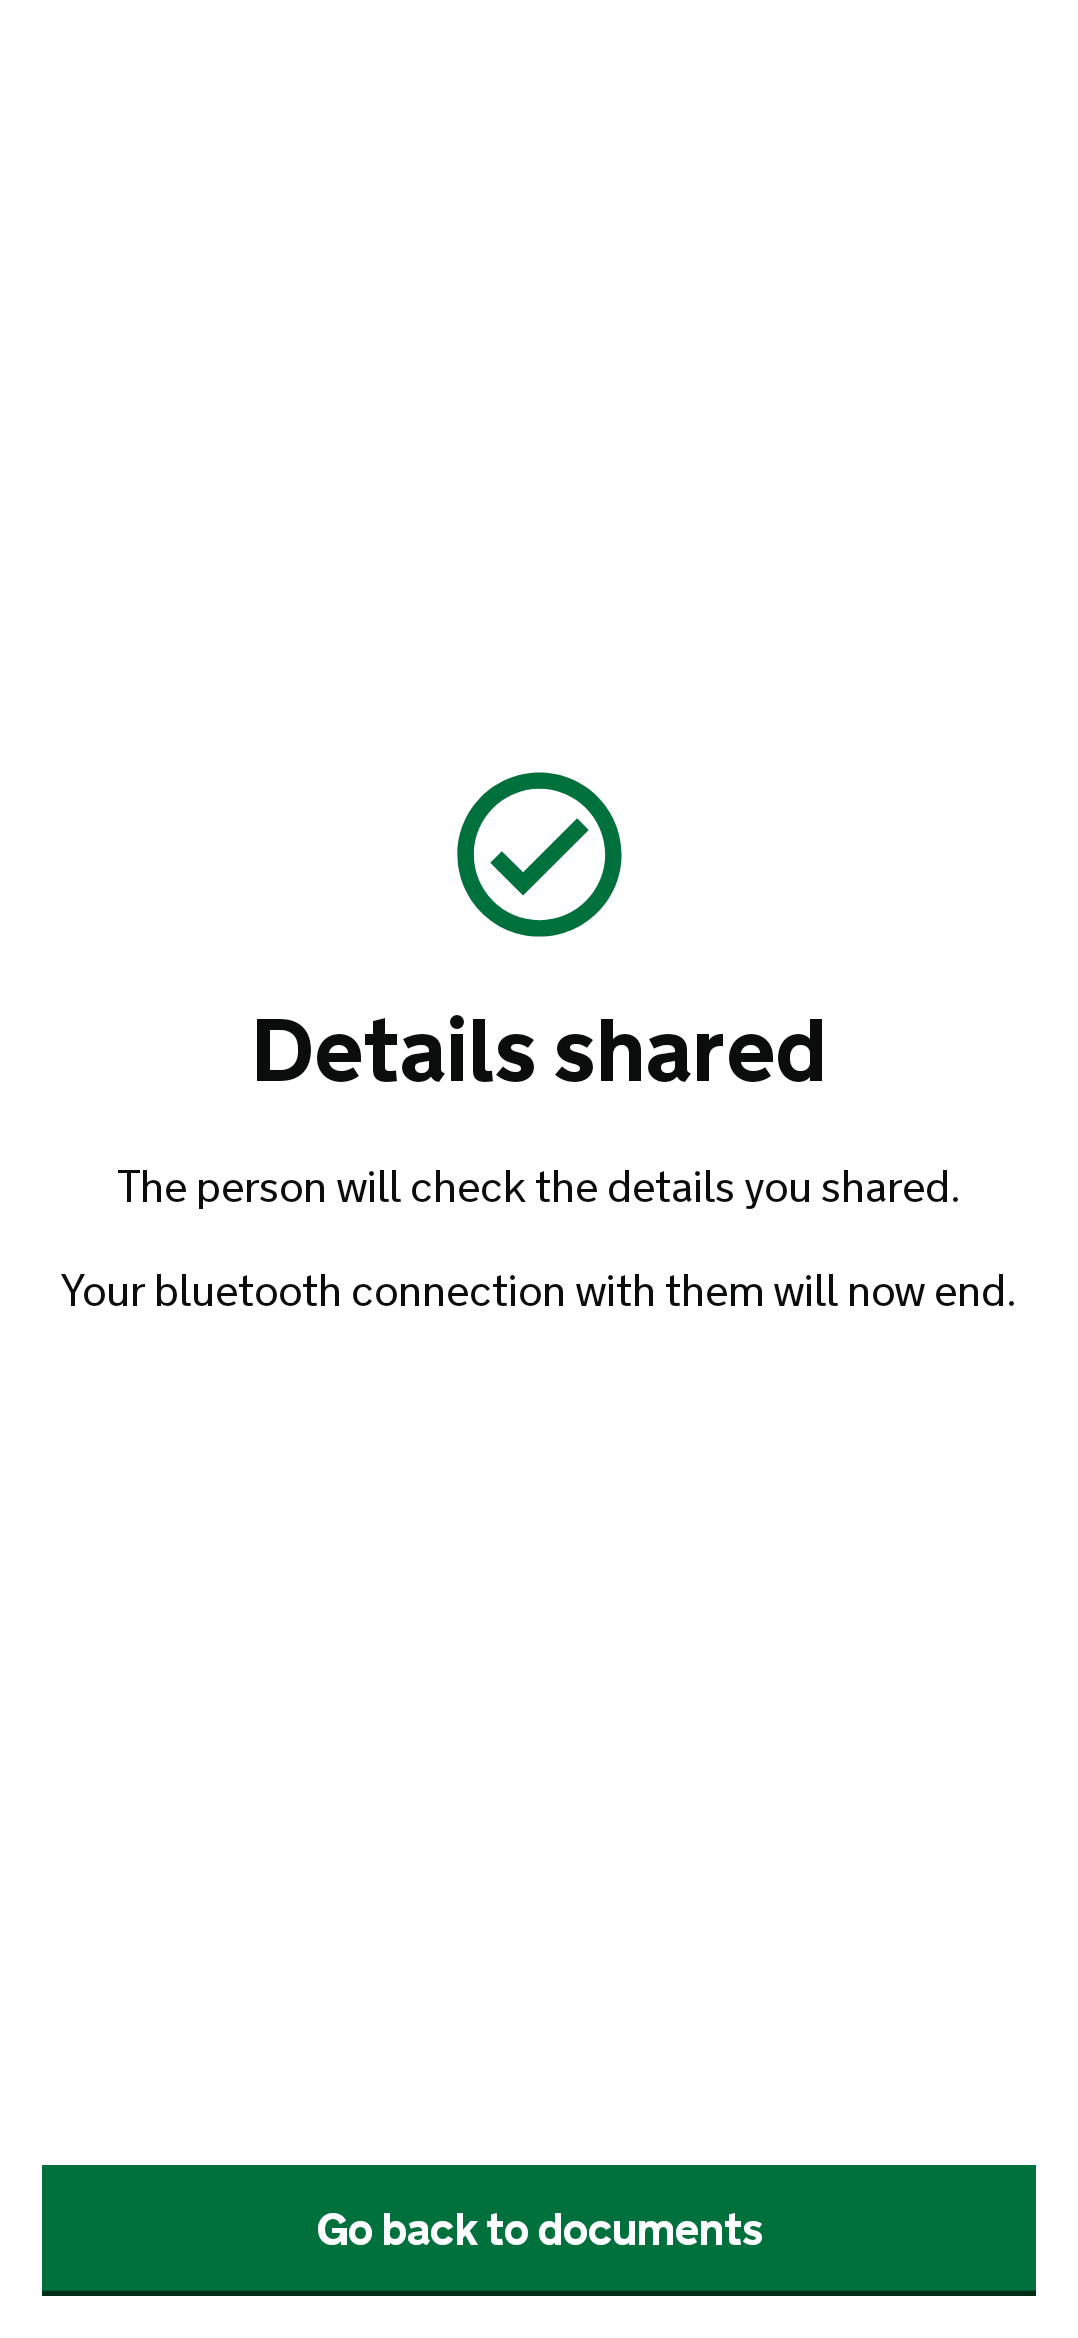 Details shared
The person will check the details you shared.
Your bluetooth connection with them will now end.
Go back to documents